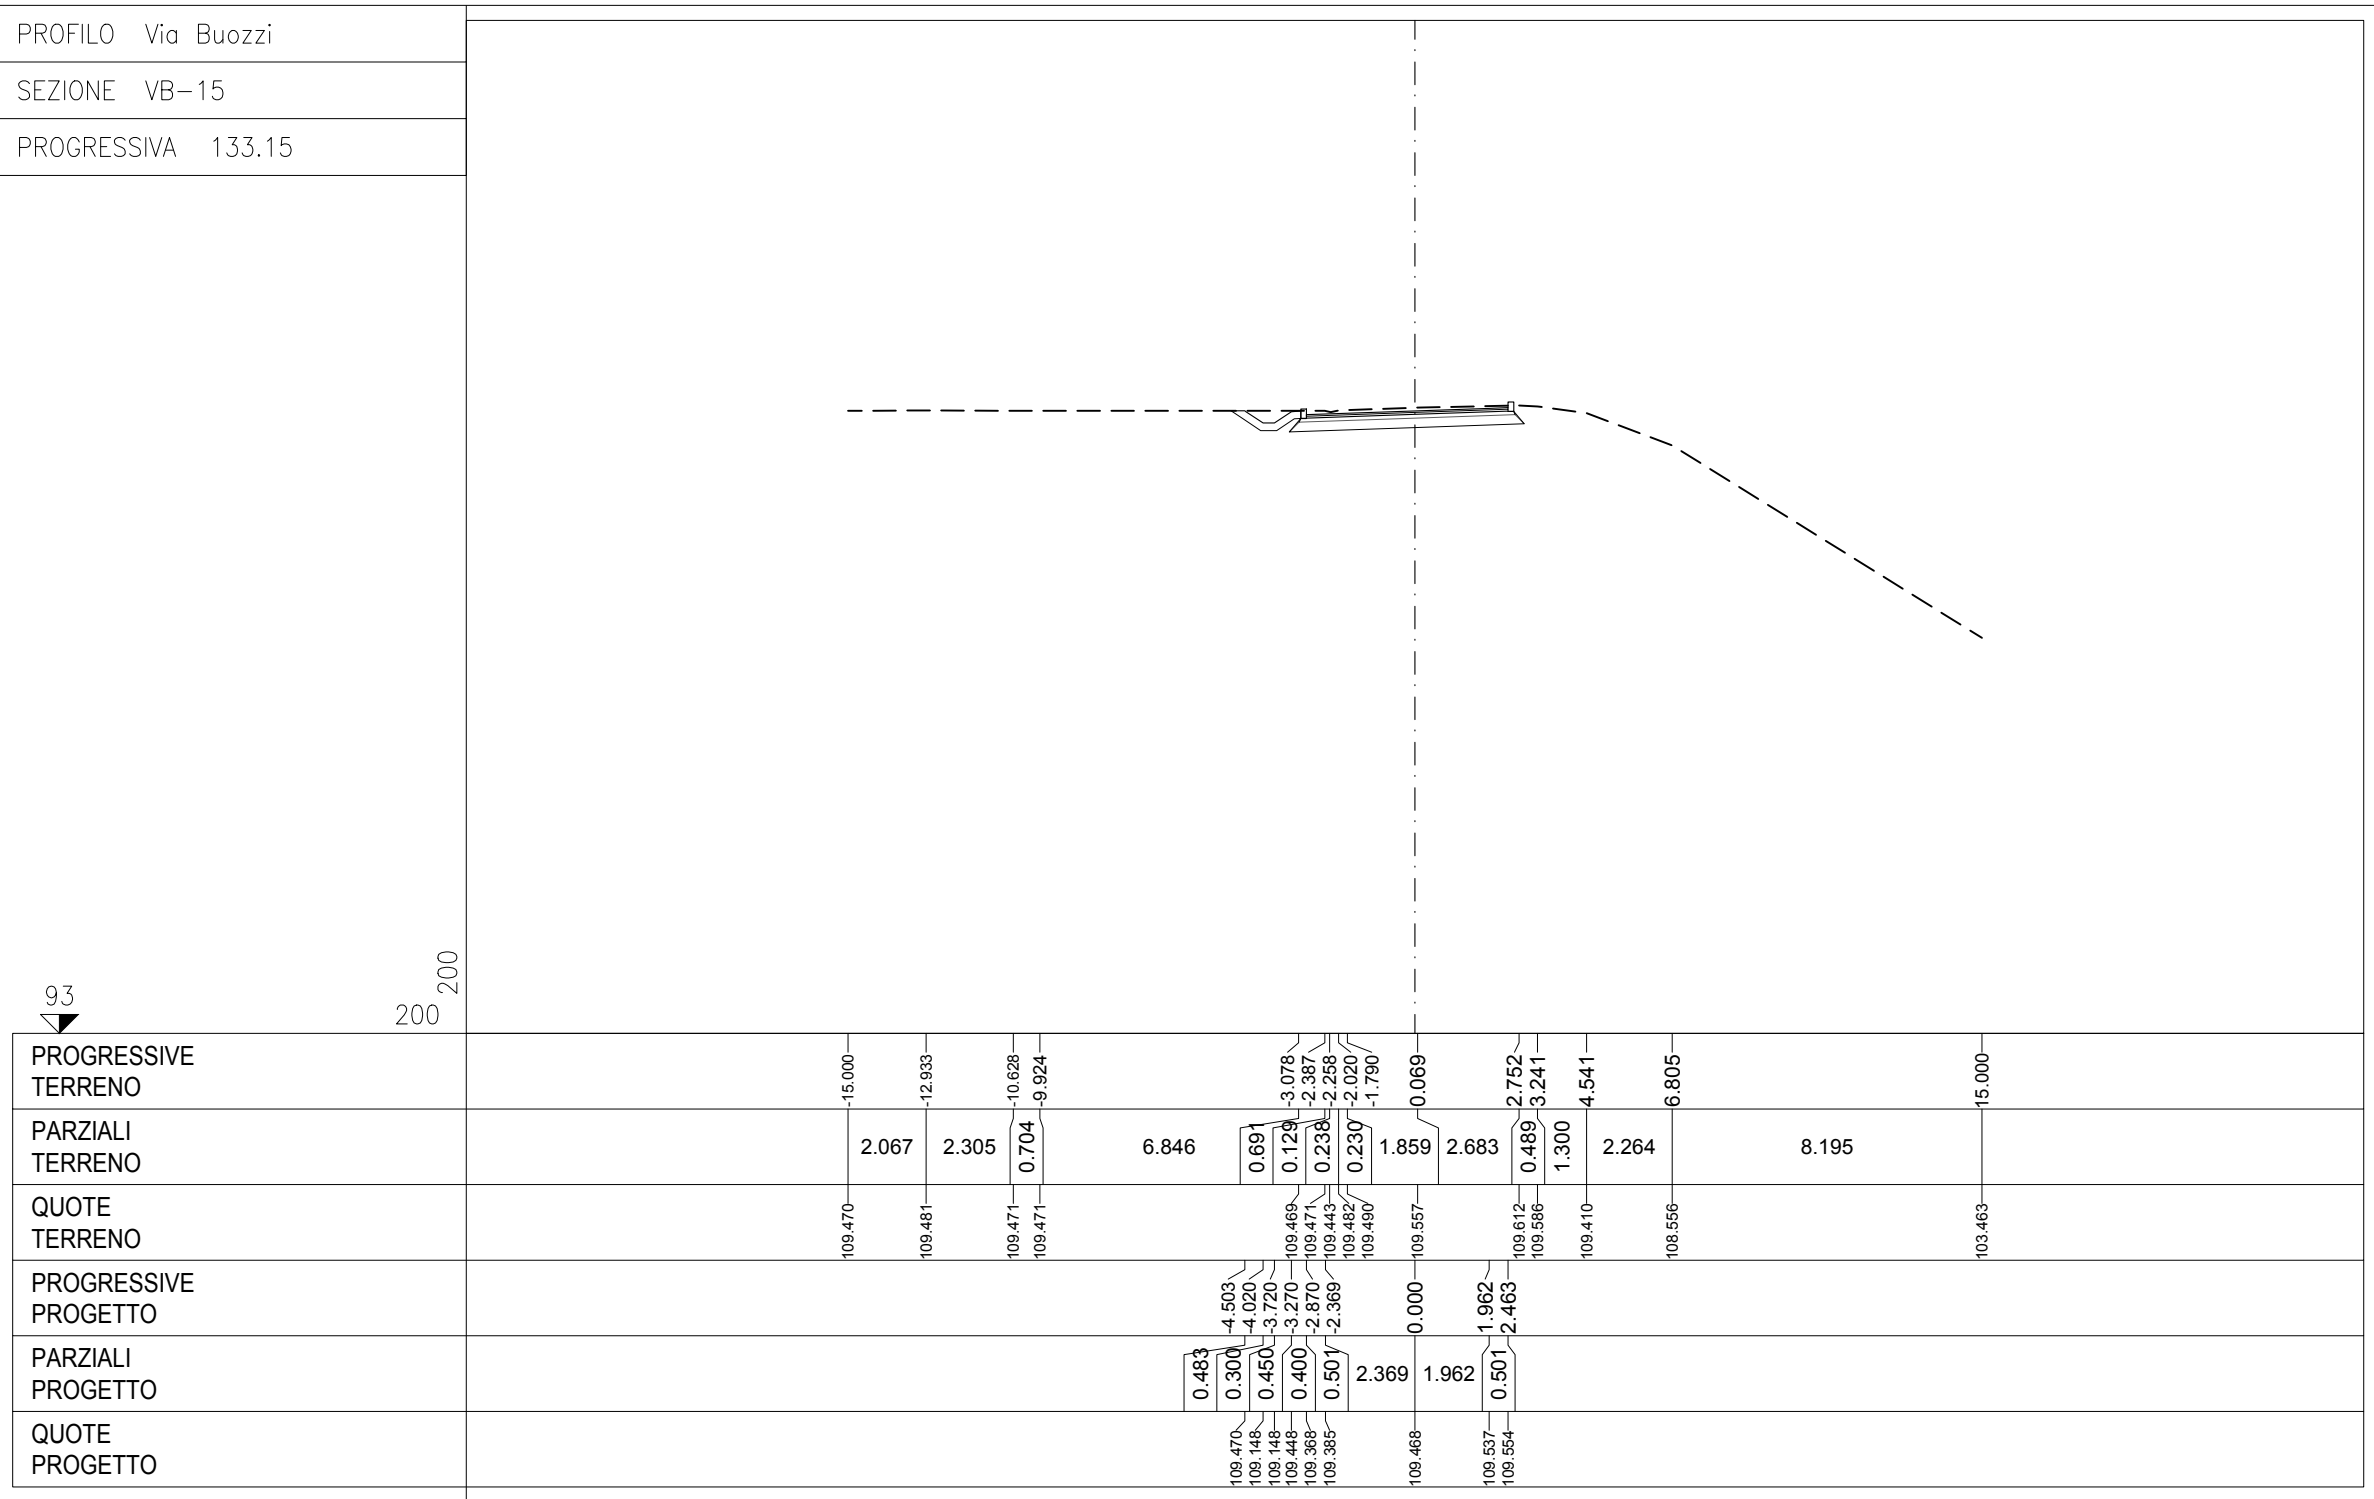 PROFILO Via Buozzi
SEZIONE VB-15
PROGRESSIVA 133.15
200
93
200
PROGRESSIVE
TERRENO
-15.000 -12.933 -10.628 -9.924 -3.078 -2.387 -2.258 -2.020 -1.790 0.069 2.752 3.241 4.541 6.805 15.000
PARZIALI
TERRENO
2.067 2.305 0.704 6.846 0.691 0.129 0.238 0.230 1.859 2.683 0.489 1.300 2.264 8.195
QUOTE
TERRENO
109.470 109.481 109.471 109.471 109.469 109.471 109.443 109.482 109.490 109.557 109.612 109.586 109.410 108.556 103.463
PROGRESSIVE
PROGETTO
-4.503 -4.020 -3.720 -3.270 -2.870 -2.369 0.000 1.962 2.463
PARZIALI
PROGETTO
0.483 0.300 0.450 0.400 0.501 2.369 1.962 0.501
QUOTE
PROGETTO
109.470 109.148 109.148 109.448 109.368 109.385 109.468 109.537 109.554